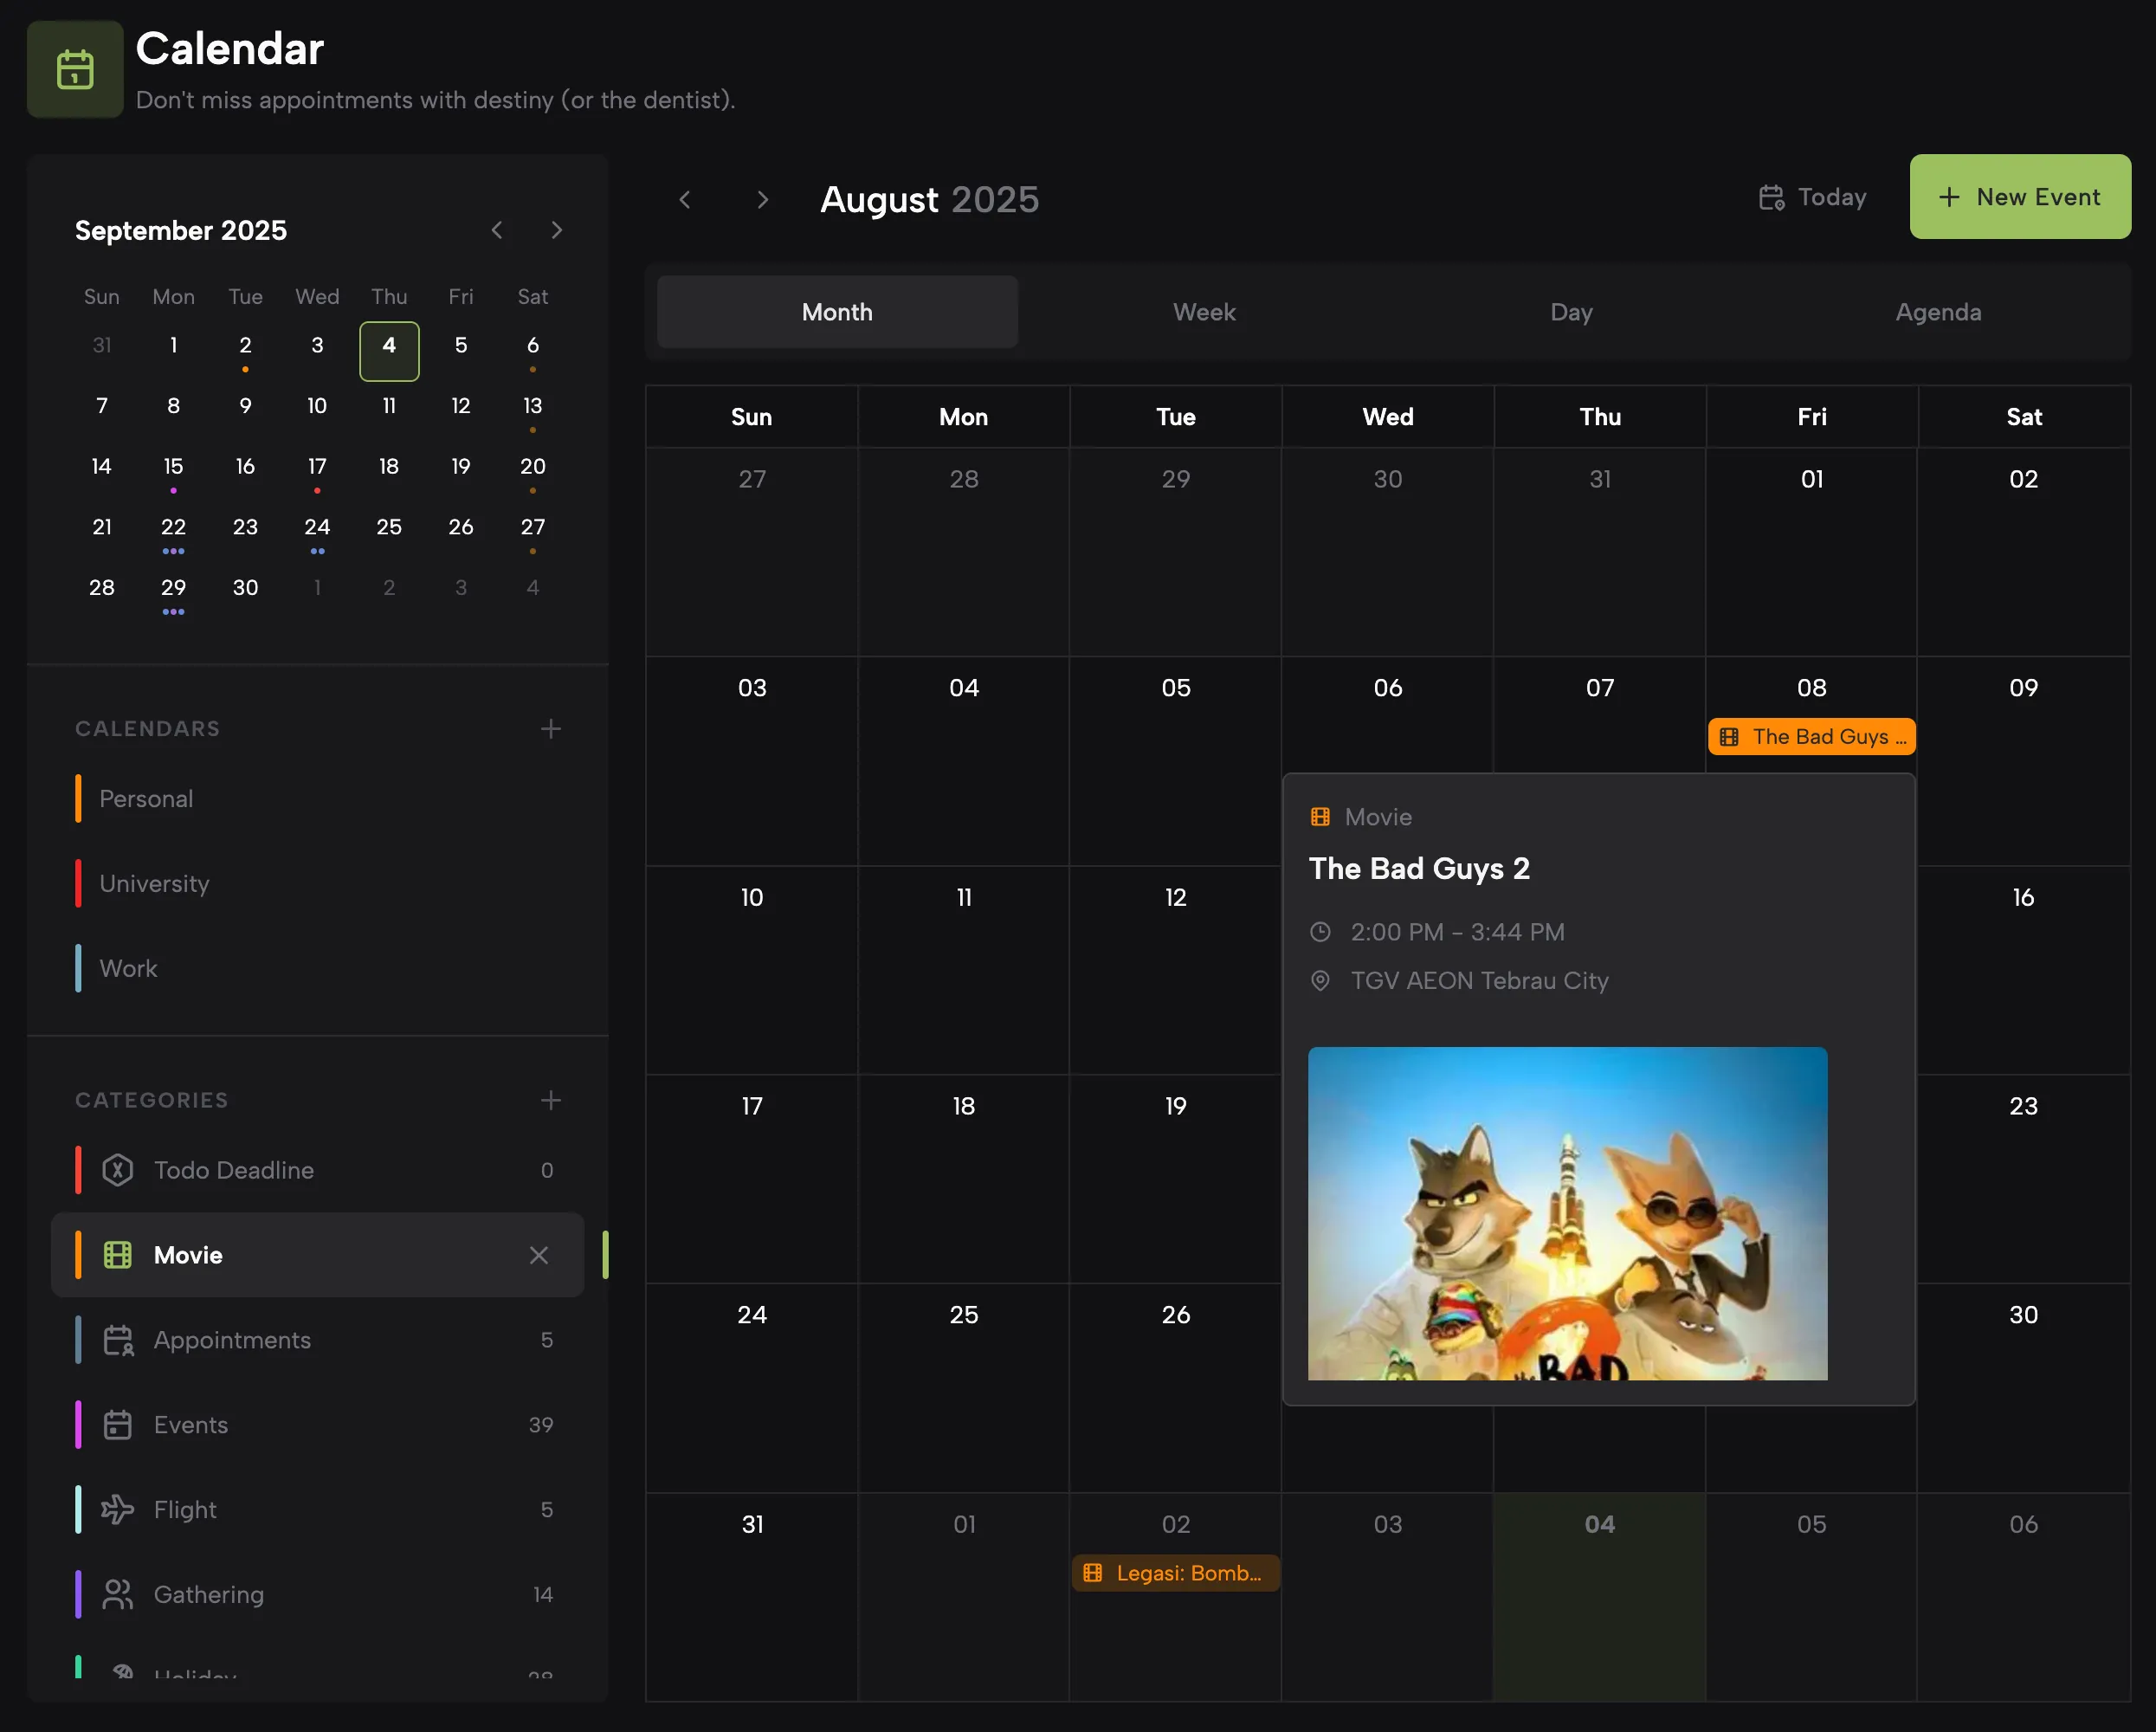 Calendar
Don't miss appointments with destiny (or the dentist).
September 2025
Sun Mon Tue Wed Thu Fri Sat
31 1 2 3 4 5 6
7 8 9 10 11 12 13
14 15 16 17 18 19 20
21 22 23 24 25 26 27
28 29 30 1 2 3 4
CALENDARS
Personal
University
Work
CATEGORIES
Todo Deadline 0
Movie
Appointments 5
Events 39
Flight 5
Gathering 14
Holiday 28
August 2025
Today
+ New Event
Month Week Day Agenda
Sun Mon Tue Wed Thu Fri Sat
27 28 29 30 31 01 02
03 04 05 06 07 08 09
The Bad Guys ...
10 11 12 16
Movie
The Bad Guys 2
2:00 PM - 3:44 PM
TGV AEON Tebrau City
THE BAD
17 18 19 23
24 25 26 30
31 01 02 03 04 05 06
Legasi: Bomb...